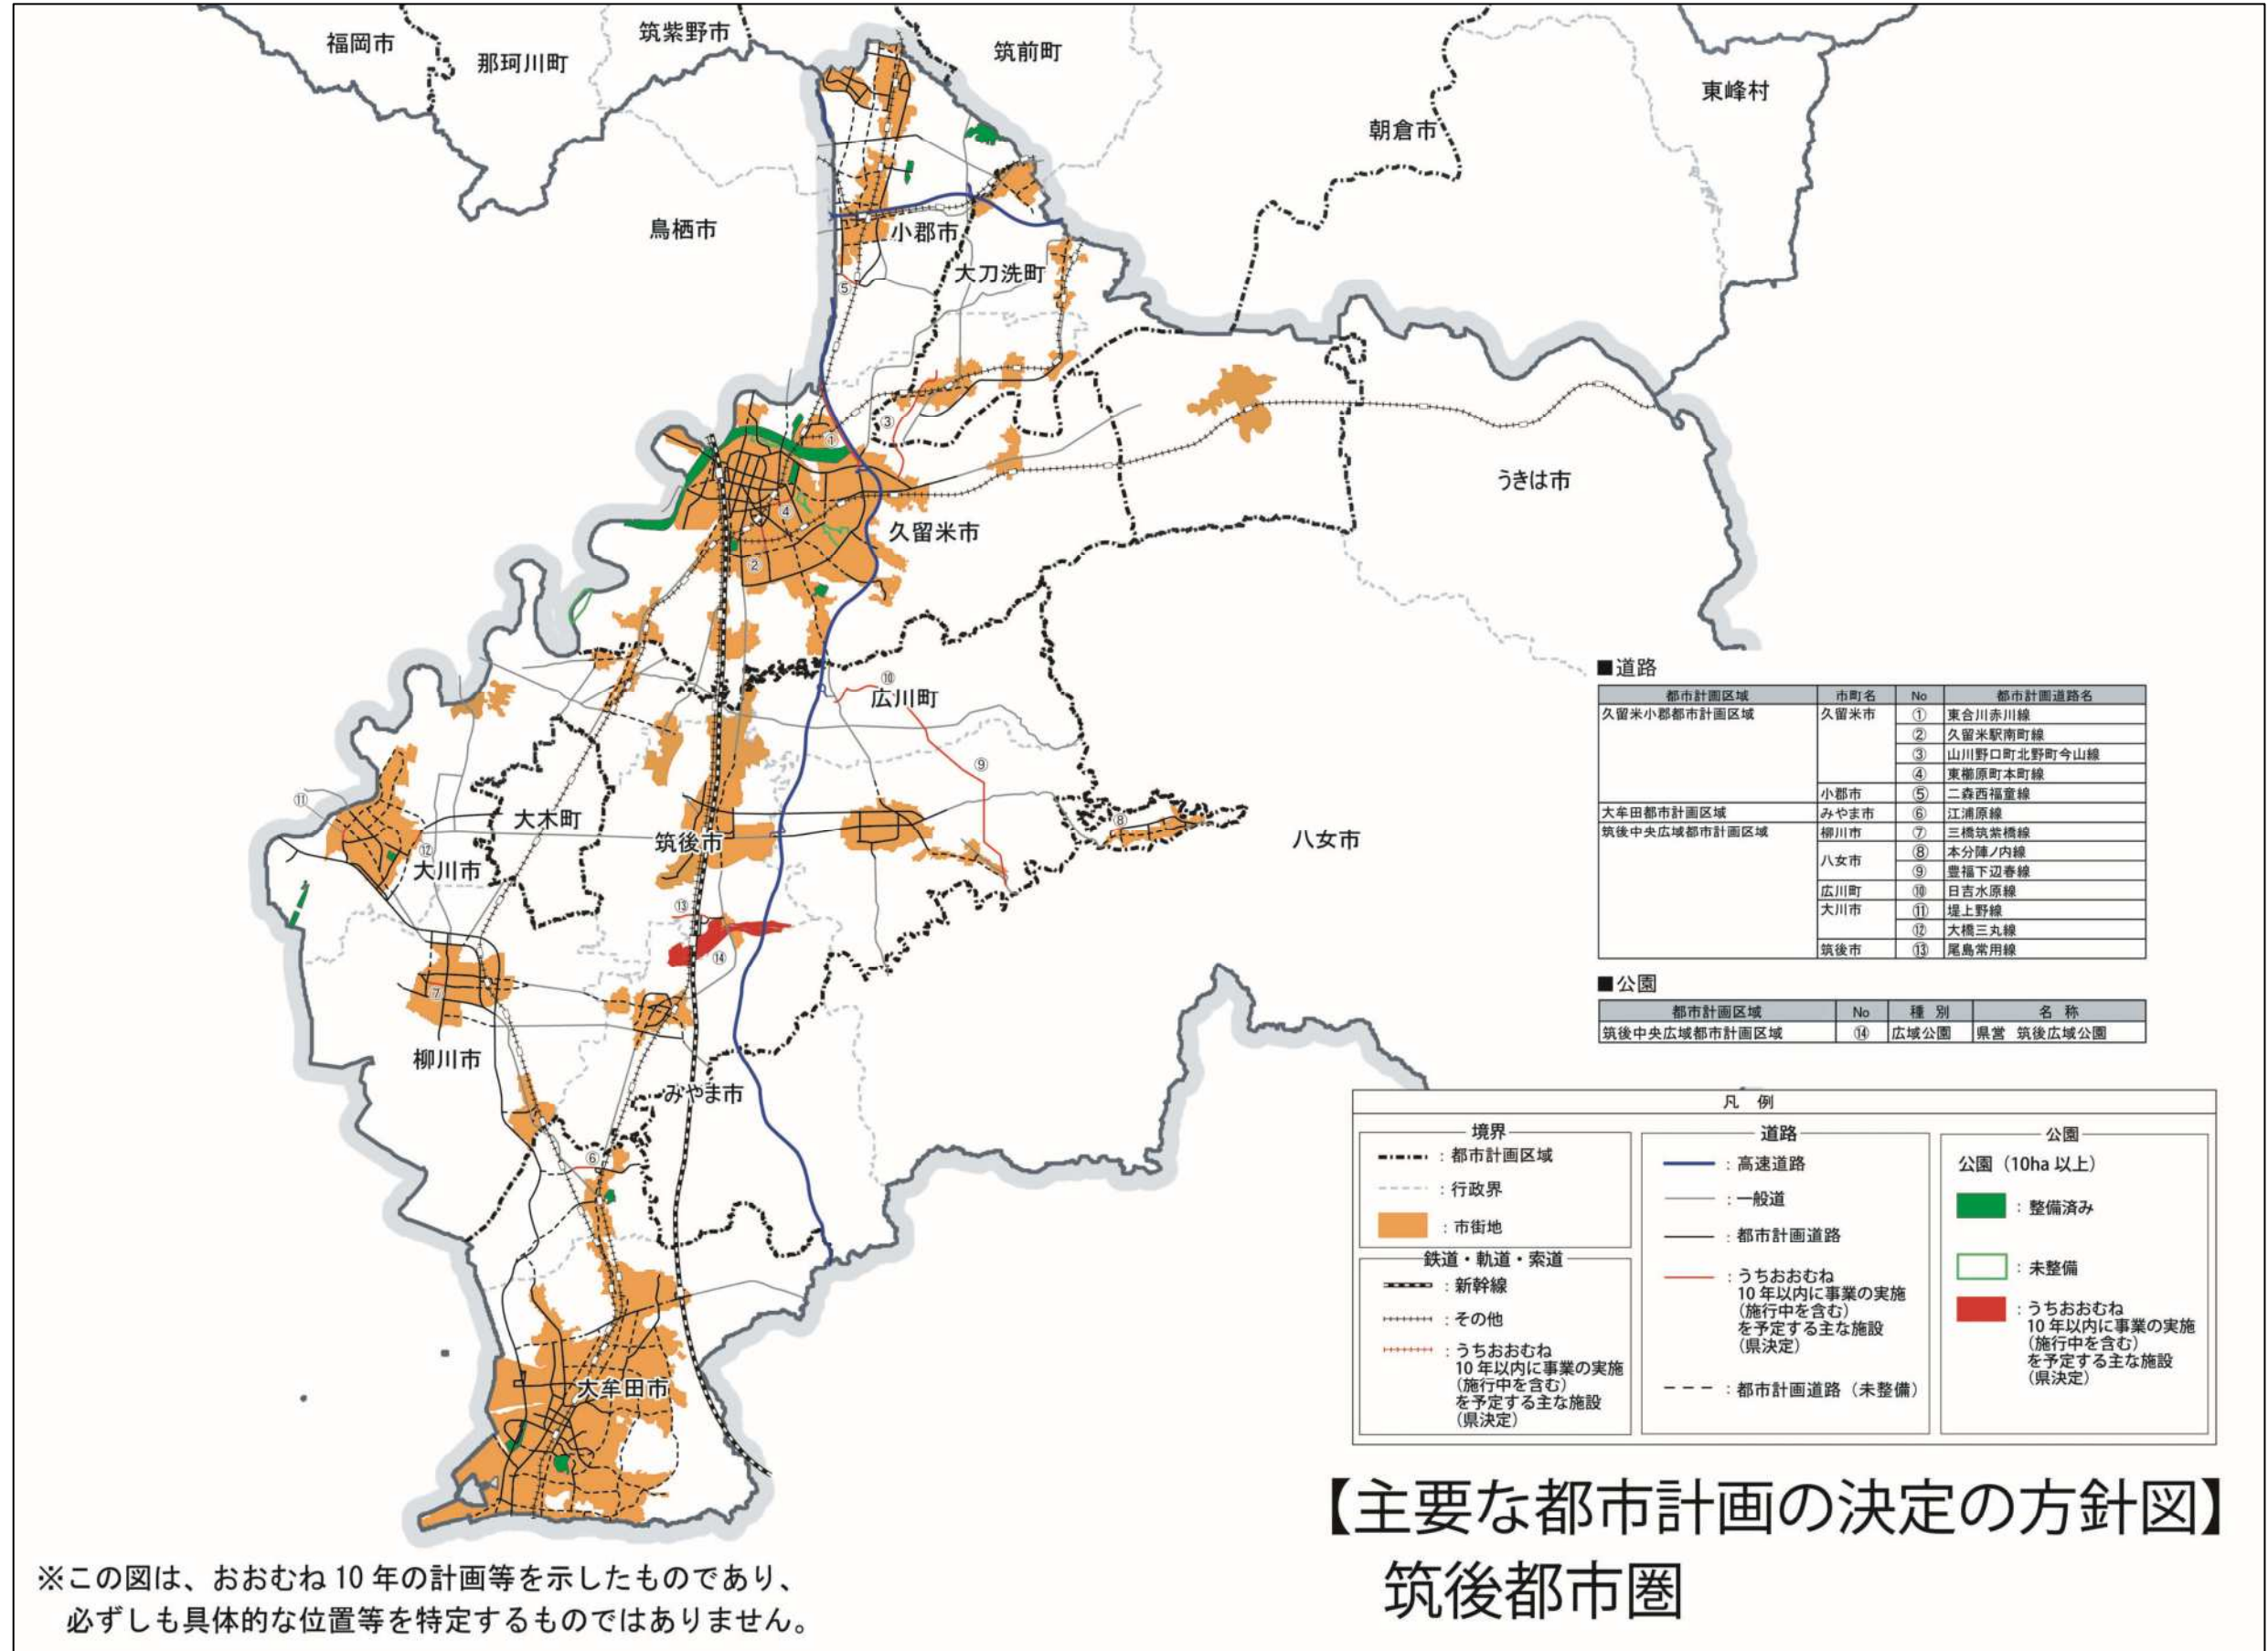 福岡市
那珂川町
筑紫野市
筑前町
東峰村
朝倉市
鳥栖市
小郡市
大刀洗町
⑤
③
①
うきは市
④
久留米市
②
⑩
広川町
⑨
⑪
大木町
⑧
筑後市
八女市
⑫
大川市
⑬
⑭
⑦
柳川市
みやま市
⑥
大牟田市
■道路
都市計画区域 市町名 No 都市計画道路名
久留米小郡都市計画区域 久留米市 ① 東合川赤川線
② 久留米駅南町線
③ 山川野口町北野町今山線
④ 東櫛原町本町線
小郡市 ⑤ 二森西福童線
大牟田都市計画区域 みやま市 ⑥ 江浦原線
筑後中央広域都市計画区域 柳川市 ⑦ 三橋筑紫橋線
八女市 ⑧ 本分陣ノ内線
⑨ 豊福下辺春線
広川町 ⑩ 日吉水原線
大川市 ⑪ 堤上野線
⑫ 大橋三丸線
筑後市 ⑬ 尾島常用線
■公園
都市計画区域 No 種 別 名 称
筑後中央広域都市計画区域 ⑭ 広域公園 県営 筑後広域公園
凡 例
境界
：都市計画区域
：行政界
：市街地
鉄道・軌道・索道
：新幹線
：その他
：うちおおむね
10年以内に事業の実施
（施行中を含む）
を予定する主な施設
（県決定）
道路
：高速道路
：一般道
：都市計画道路
：うちおおむね
10年以内に事業の実施
（施行中を含む）
を予定する主な施設
（県決定）
：都市計画道路（未整備）
公園
公園（10ha 以上）
：整備済み
：未整備
：うちおおむね
10年以内に事業の実施
（施行中を含む）
を予定する主な施設
（県決定）
【主要な都市計画の決定の方針図】
筑後都市圏
※この図は、おおむね 10 年の計画等を示したものであり、
必ずしも具体的な位置等を特定するものではありません。